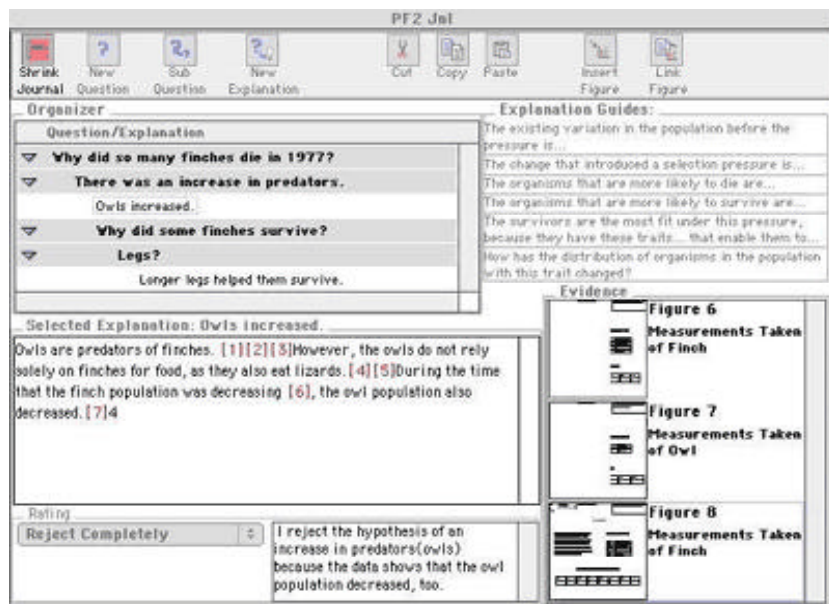 PF2 Jnl
Shrink Journal
New Question
Sub Question
New Explanation
Cut
Copy
Paste
Insert Figure
Link Figure
Organizer
Question/Explanation
Why did so many finches die in 1977?
There was an increase in predators.
Owls increased.
Why did some finches survive?
Legs?
Longer legs helped them survive.
Explanation Guides:
The existing variation in the population before the
pressure is...
The change that introduced a selection pressure is...
The organisms that are more likely to die are...
The organisms that are more likely to survive are...
The survivors are the most fit under this pressure,
because they have these traits... that enable them to...
How has the distribution of organisms in the population
with this trait changed?
Selected Explanation: Owls increased.
Owls are predators of finches. [1][2][3]However, the owls do not rely
solely on finches for food, as they also eat lizards.[4][5]During the time
that the finch population was decreasing [6], the owl population also
decreased.[7]4
Evidence
Figure 6
Measurements Taken
of Finch
Figure 7
Measurements Taken
of Owl
Figure 8
Measurements Taken
of Finch
Rating
Reject Completely
I reject the hypothesis of an
increase in predators(owls)
because the data shows that the owl
population decreased, too.